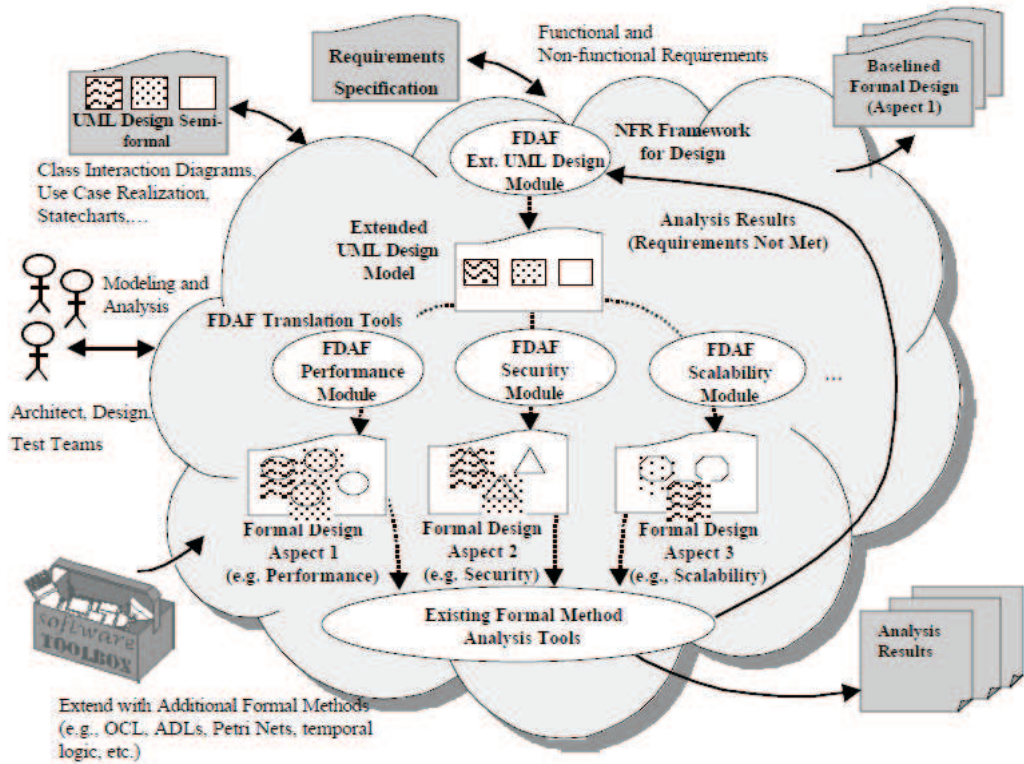 Functional and
Non-functional Requirements
Requirements
Specification
Baselined
Formal Design
(Aspect 1)
UML Design Semi-
formal
Class Interaction Diagrams,
Use Case Realization,
Statecharts,...
FDAF
Ext. UML Design
Module
NFR Framework
for Design
Extended
UML Design
Model
Analysis Results
(Requirements Not Met)
Modeling and
Analysis
FDAF Translation Tools
FDAF
Performance
Module
FDAF
Security
Module
FDAF
Scalability
Module
...
Architect, Design,
Test Teams
Formal Design
Aspect 1
(e.g. Performance)
Formal Design
Aspect 2
(e.g. Security)
Formal Design
Aspect 3
(e.g., Scalability)
Existing Formal Method
Analysis Tools
software
TOOLBOX
Analysis
Results
Extend with Additional Formal Methods
(e.g., OCL, ADLs, Petri Nets, temporal
logic, etc.)